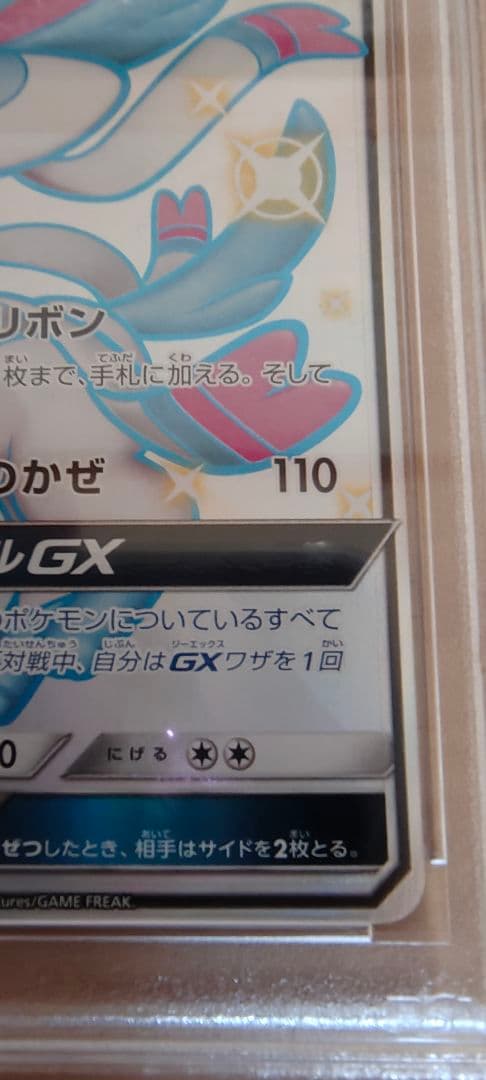 リボン
枚まで、手札に加える。そして
のかぜ 110
ルGX
のポケモンについているすべて
対戦中、自分はGXワザを1回
0 にげる
ぜつしたとき、相手はサイドを2枚とる。
ures/GAME FREAK.